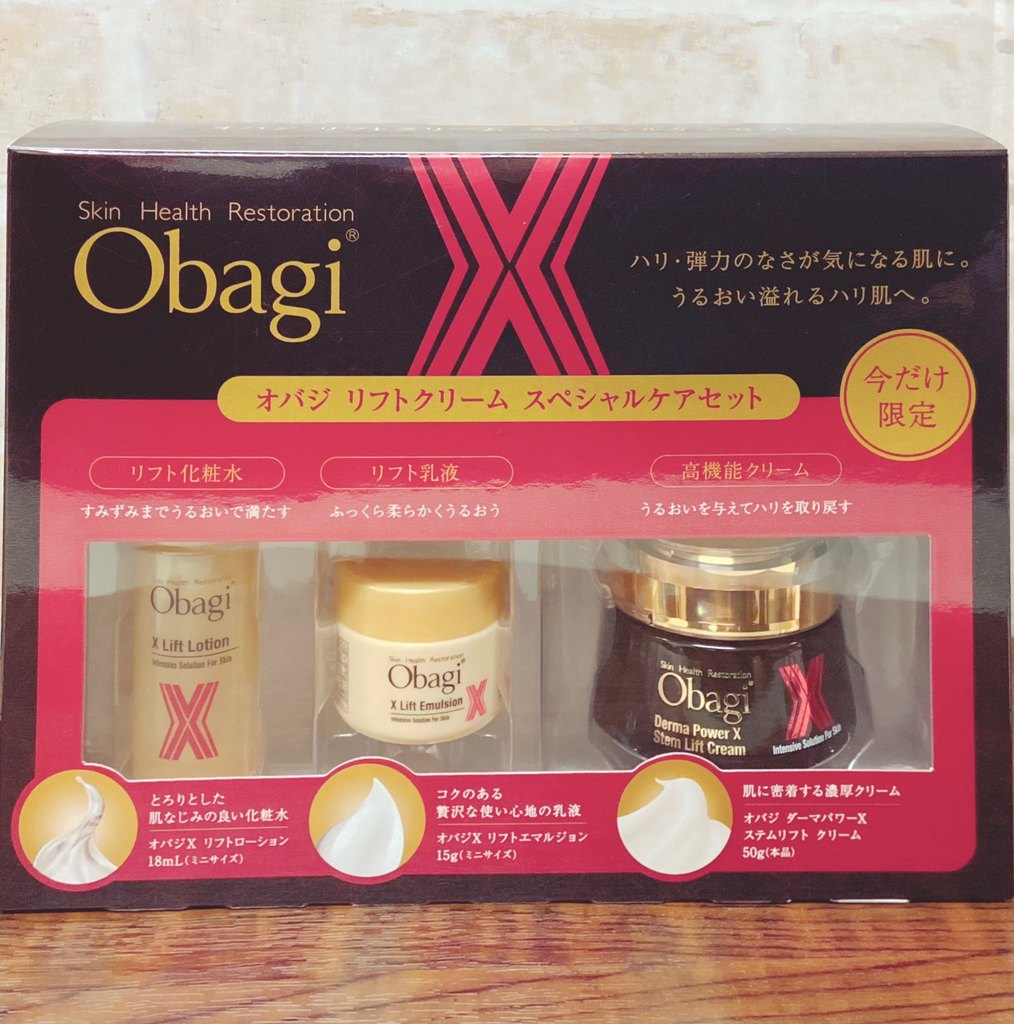 Skin Health Restoration
Obagi®
X
ハリ・弾力のなさが気になる肌に。
うるおい溢れるハリ肌へ。
オバジ リフトクリーム スペシャルケアセット
今だけ
限定
リフト化粧水
すみずみまでうるおいで満たす
リフト乳液
ふっくら柔らかくうるおう
高機能クリーム
うるおいを与えてハリを取り戻す
Skin Health Restoration
Obagi®
X Lift Lotion
Intensive Solution For Skin
X
Skin Health Restoration
Obagi®
X Lift Emulsion
Intensive Solution For Skin
X
Skin Health Restoration
Obagi®
Derma Power X
Stem Lift Cream
X
Intensive Solution For Skin
とろりとした
肌なじみの良い化粧水
オバジX リフトローション
18mL(ミニサイズ)
コクのある
贅沢な使い心地の乳液
オバジX リフトエマルジョン
15g(ミニサイズ)
肌に密着する濃厚クリーム
オバジ ダーマパワーX
ステムリフト クリーム
50g(本品)